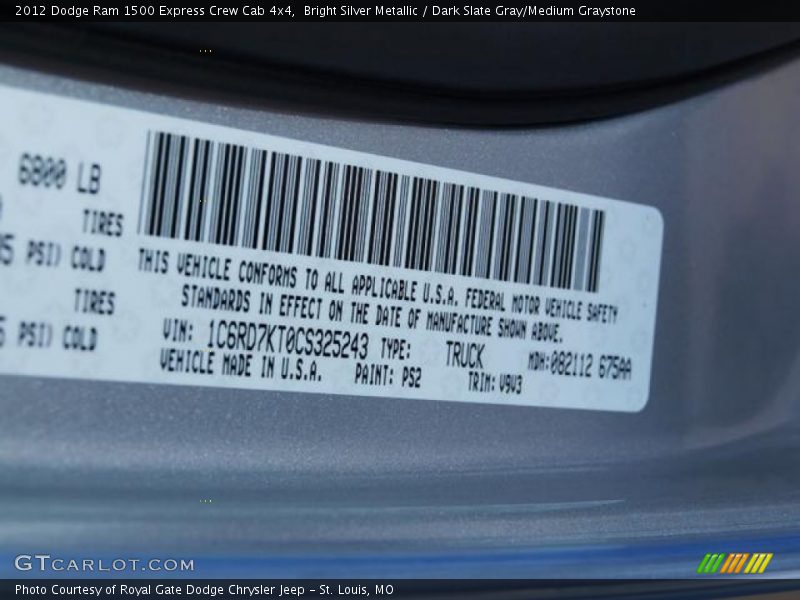 2012 Dodge Ram 1500 Express Crew Cab 4x4,  Bright Silver Metallic / Dark Slate Gray/Medium Graystone
6800 LB
TIRES
PSI) COLD
TIRES
PSI) COLD
THIS VEHICLE CONFORMS TO ALL APPLICABLE U.S.A. FEDERAL MOTOR VEHICLE SAFETY
STANDARDS IN EFFECT ON THE DATE OF MANUFACTURE SHOWN ABOVE.
VIN: 1C6RD7KT0CS325243 TYPE: TRUCK MDH:082112 675AA
VEHICLE MADE IN U.S.A. PAINT: PS2 TRIM: V9V3
GTCARLOT.COM
Photo Courtesy of Royal Gate Dodge Chrysler Jeep – St. Louis, MO